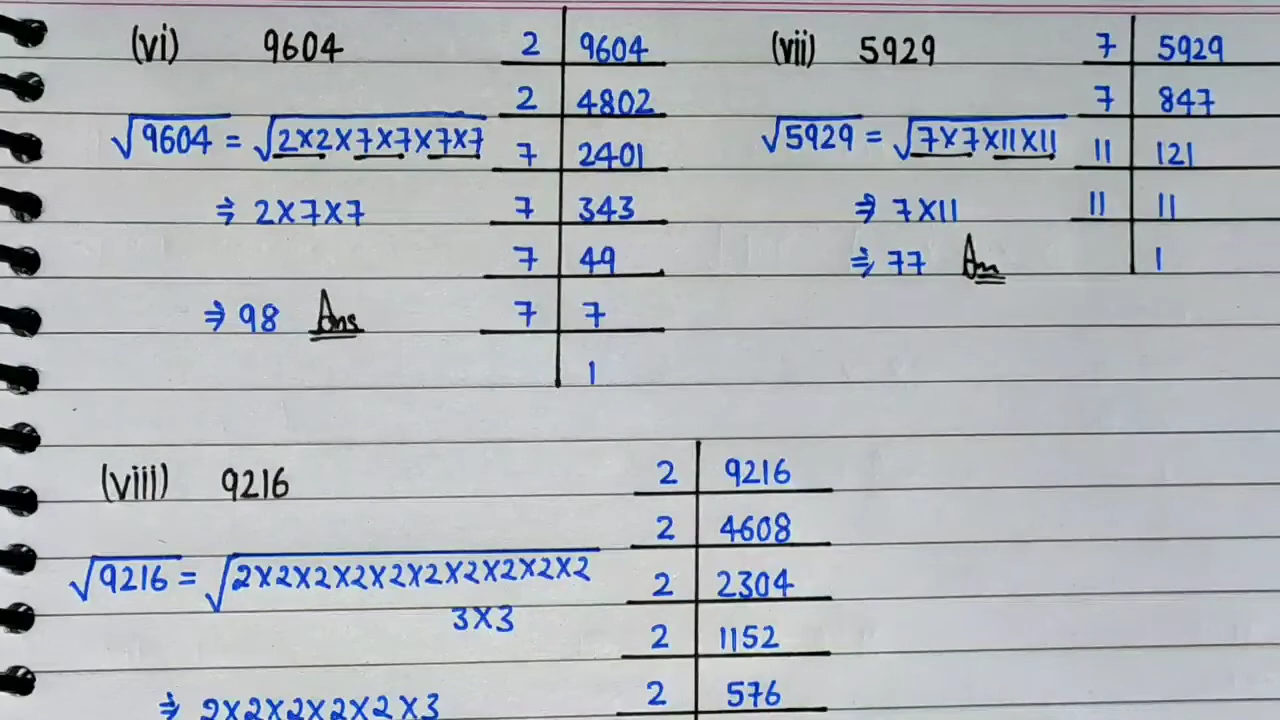 (vi) 9604
√9604 = √2×2×7×7×7×7
⇒ 2×7×7
⇒ 98 Ans
2 | 9604
2 | 4802
7 | 2401
7 | 343
7 | 49
7 | 7
1
(vii) 5929
√5929 = √7×7×11×11
⇒ 7×11
⇒ 77 An
7 | 5929
7 | 847
11 | 121
11 | 11
1
(viii) 9216
√9216 = √2×2×2×2×2×2×2×2×2×2
3×3
⇒ 2×2×2×2×2×3
2 | 9216
2 | 4608
2 | 2304
2 | 1152
2 | 576